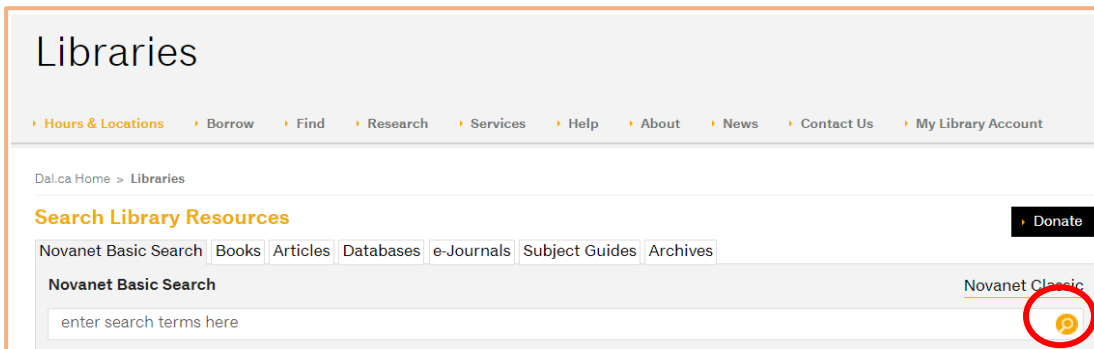 Libraries
Hours & Locations Borrow Find Research Services Help About News Contact Us My Library Account
Dal.ca Home > Libraries
Search Library Resources
Donate
Novanet Basic Search Books Articles Databases e-Journals Subject Guides Archives
Novanet Basic Search
Novanet Classic
enter search terms here